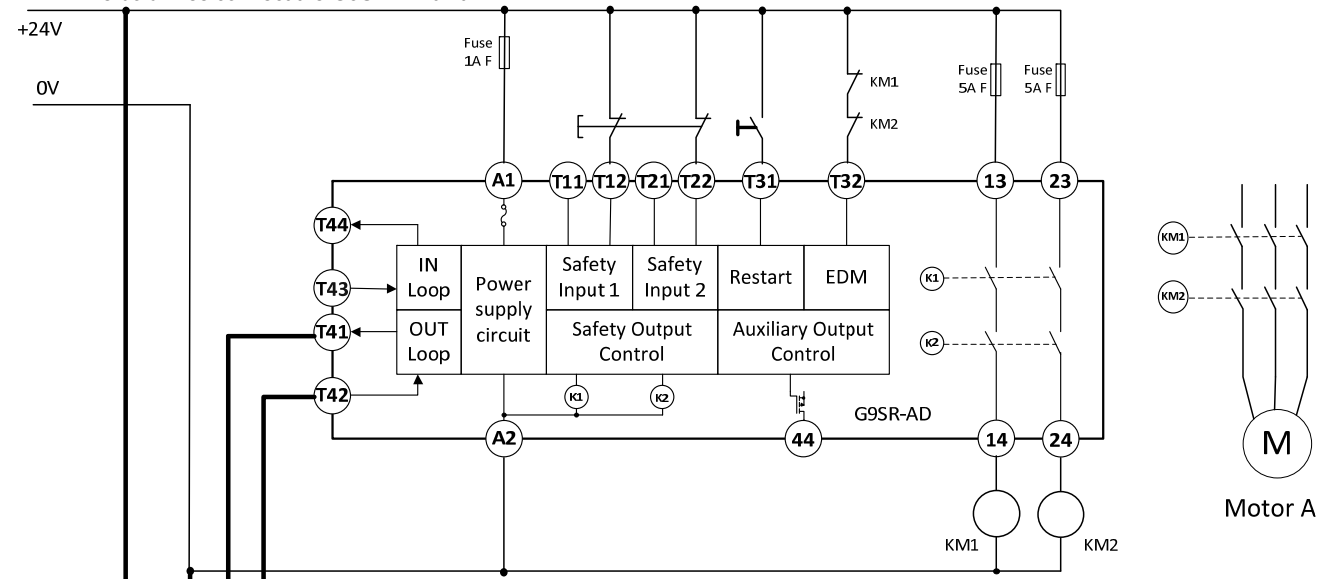 +24V
0V
Fuse
1A F
KM1
KM2
Fuse
5A F
Fuse
5A F
A1
T11
T12
T21
T22
T31
T32
13
23
T44
T43
T41
T42
IN
Loop
OUT
Loop
Power
supply
circuit
Safety
Input 1
Safety
Input 2
Restart
EDM
Safety Output
Control
Auxiliary Output
Control
K1
K2
K1
K2
G9SR-AD
A2
44
14
24
KM1
KM2
KM1
KM2
M
Motor A